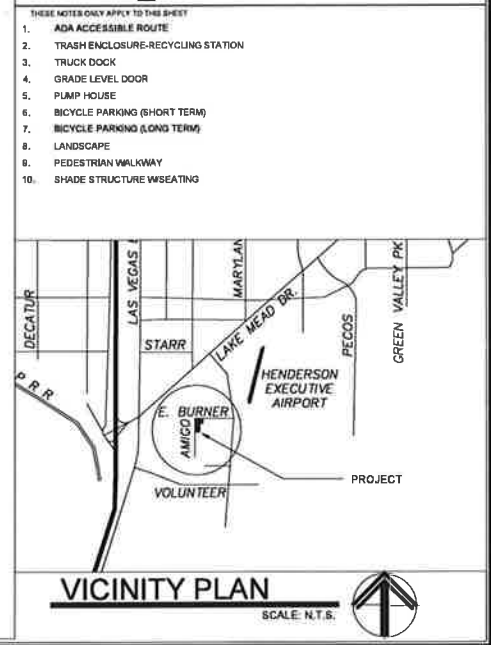 THESE NOTES ONLY APPLY TO THIS SHEET
1. ADA ACCESSIBLE ROUTE
2. TRASH ENCLOSURE-RECYCLING STATION
3. TRUCK DOCK
4. GRADE LEVEL DOOR
5. PUMP HOUSE
6. BICYCLE PARKING (SHORT TERM)
7. BICYCLE PARKING (LONG TERM)
8. LANDSCAPE
9. PEDESTRIAN WALKWAY
10. SHADE STRUCTURE W/SEATING
DECATUR
LAS VEGAS
MARYLAN
GREEN VALLEY PK
LAKE MEAD DR.
PECOS
STARR
P R R
HENDERSON
EXECUTIVE
AIRPORT
E. BURNER
AMIGO
PROJECT
VOLUNTEER
VICINITY PLAN
SCALE: N.T.S.